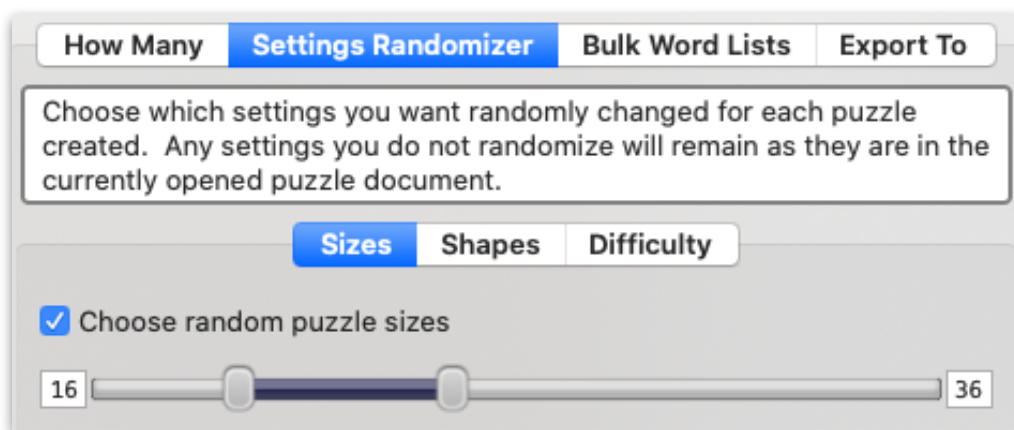 How Many Settings Randomizer Bulk Word Lists Export To
Choose which settings you want randomly changed for each puzzle
created.  Any settings you do not randomize will remain as they are in the
currently opened puzzle document.
Sizes Shapes Difficulty
Choose random puzzle sizes
16 36